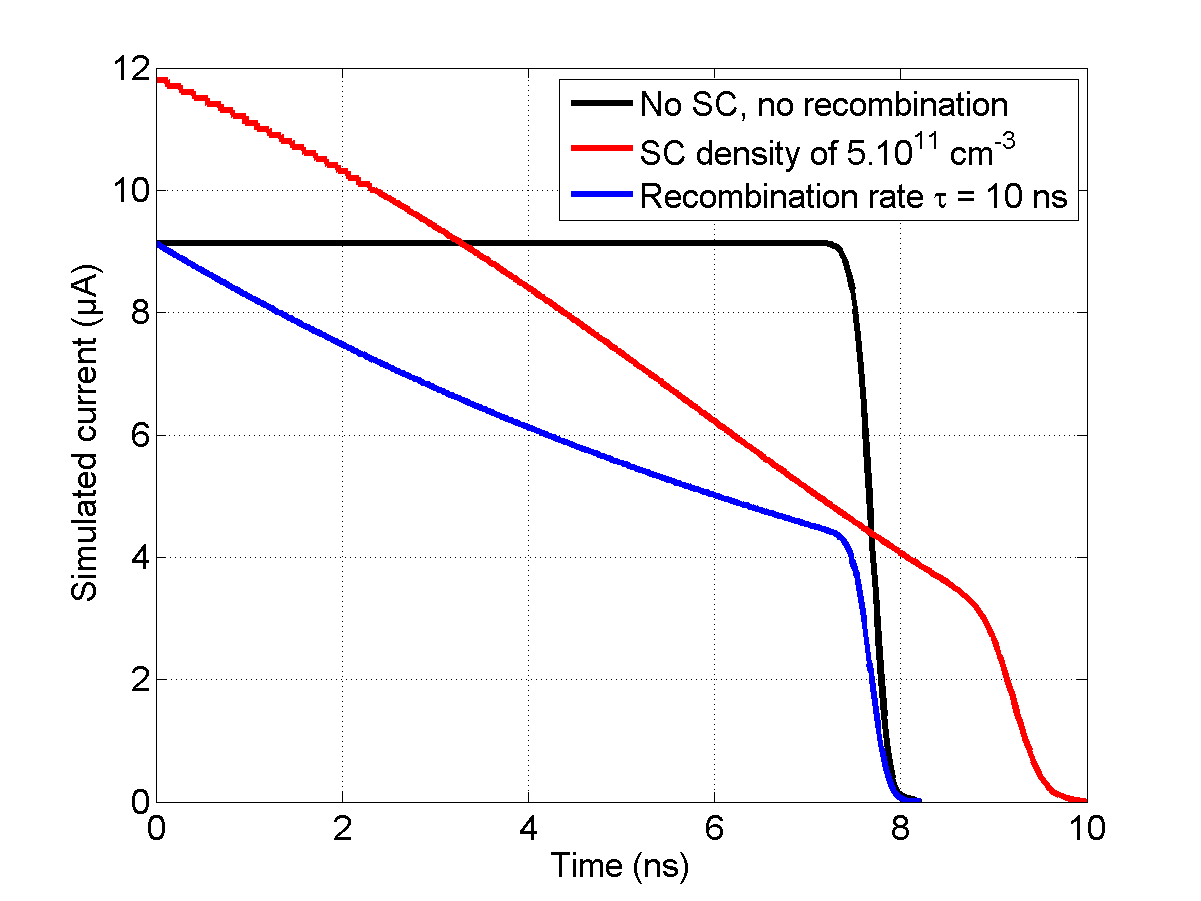 12
10
8
6
4
2
0
Simulated current (µA)
No SC, no recombination
SC density of 5.10¹¹ cm⁻³
Recombination rate τ = 10 ns
0 2 4 6 8 10
Time (ns)